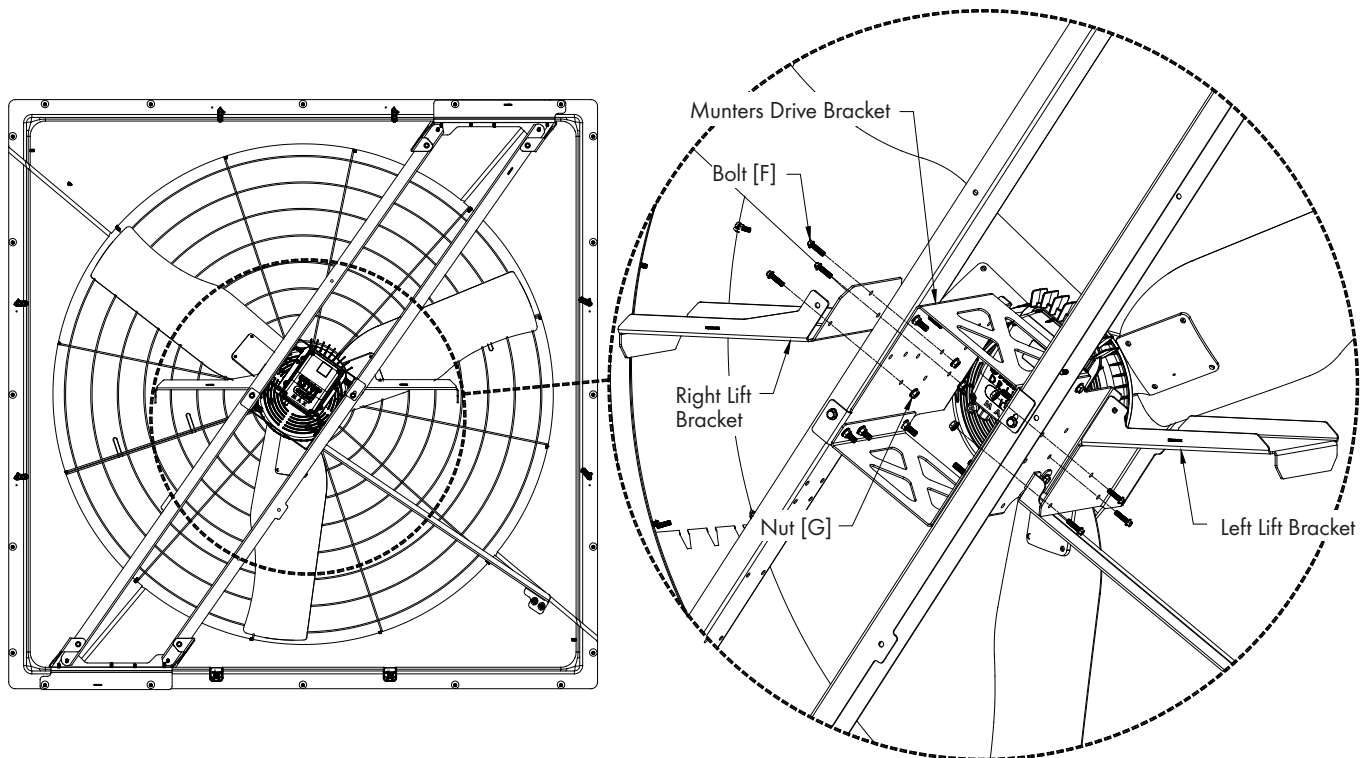 Munters Drive Bracket
Bolt [F]
Right Lift
Bracket
Nut [G]
Left Lift Bracket